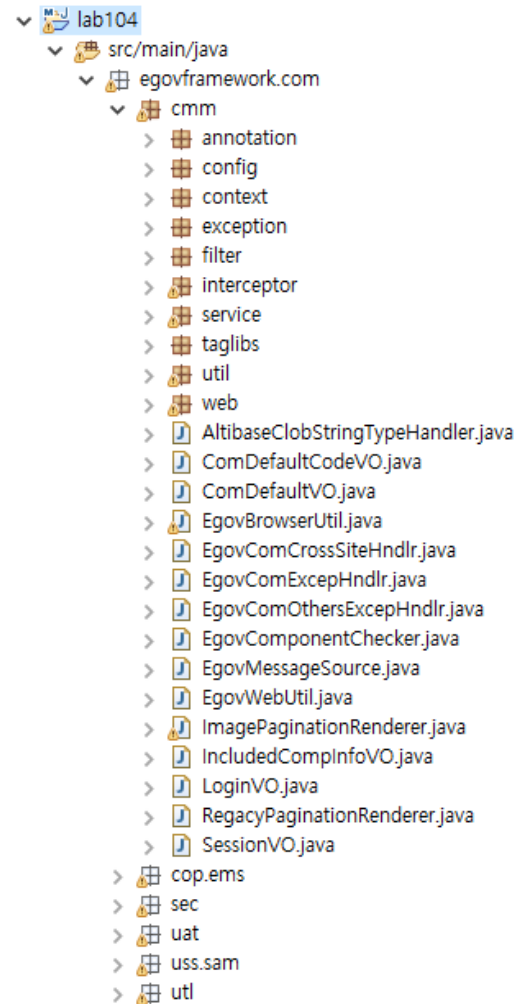 lab104
src/main/java
egovframework.com
cmm
annotation
config
context
exception
filter
interceptor
service
taglibs
util
web
AltibaseClobStringTypeHandler.java
ComDefaultCodeVO.java
ComDefaultVO.java
EgovBrowserUtil.java
EgovComCrossSiteHndlr.java
EgovComExcepHndlr.java
EgovComOthersExcepHndlr.java
EgovComponentChecker.java
EgovMessageSource.java
EgovWebUtil.java
ImagePaginationRenderer.java
IncludedCompInfoVO.java
LoginVO.java
RegacyPaginationRenderer.java
SessionVO.java
cop.ems
sec
uat
uss.sam
utl